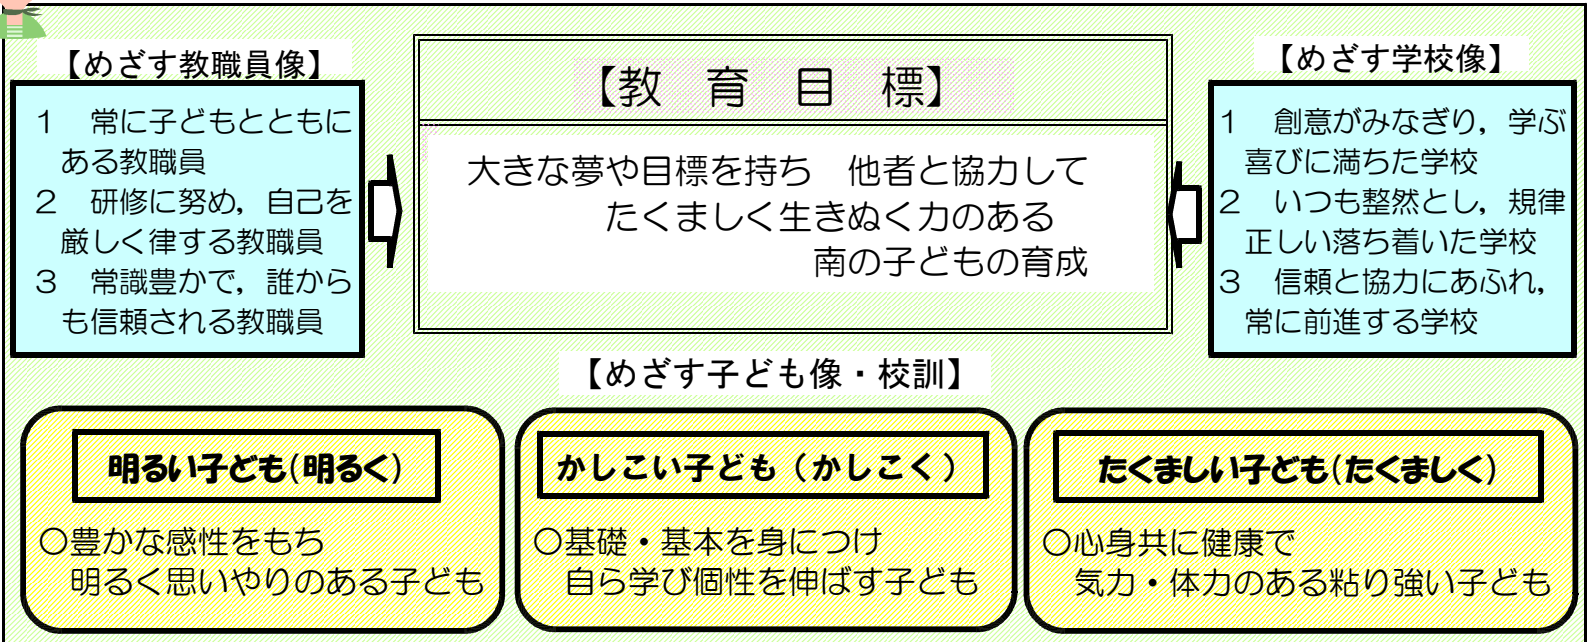 【めざす教職員像】
1　常に子どもとともに
ある教職員
2　研修に努め，自己を
厳しく律する教職員
3　常識豊かで，誰から
も信頼される教職員
【教　育　目　標】
大きな夢や目標を持ち　他者と協力して
たくましく生きぬく力のある
南の子どもの育成
【めざす学校像】
1　創意がみなぎり，学ぶ
喜びに満ちた学校
2　いつも整然とし，規律
正しい落ち着いた学校
3　信頼と協力にあふれ，
常に前進する学校
【めざす子ども像・校訓】
明るい子ども(明るく)
○豊かな感性をもち
明るく思いやりのある子ども
かしこい子ども（かしこく）
○基礎・基本を身につけ
自ら学び個性を伸ばす子ども
たくましい子ども(たくましく)
○心身共に健康で
気力・体力のある粘り強い子ども